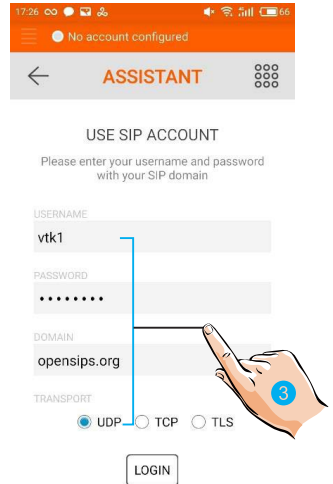 17:26 66
No account configured
ASSISTANT
USE SIP ACCOUNT
Please enter your username and password
with your SIP domain
USERNAME
vtk1
PASSWORD
••••••••
DOMAIN
opensips.org
TRANSPORT
UDP TCP TLS
3
LOGIN